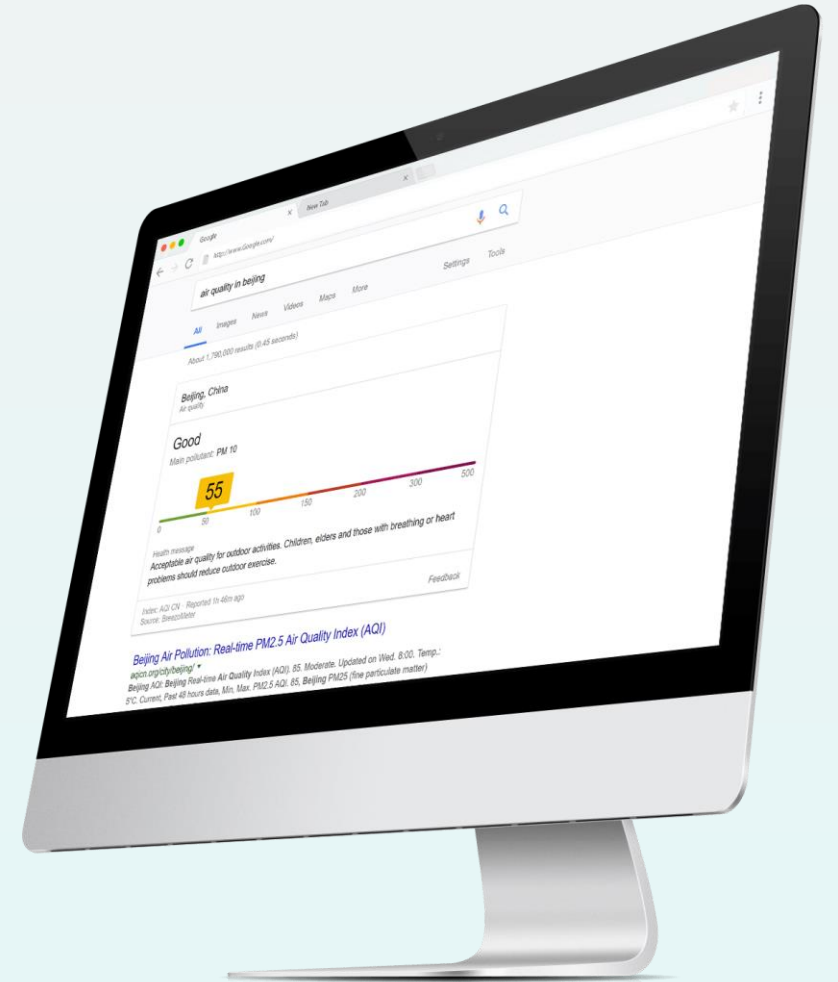 Google
New Tab
http://www.Google.com/
air quality in beijing
All Images News Videos Maps More Settings Tools
About 1,790,000 results (0.45 seconds)
Beijing, China
Air quality
Good
Main pollutant: PM 10
55
0 50 100 150 200 300 500
Health message
Acceptable air quality for outdoor activities. Children, elders and those with breathing or heart
problems should reduce outdoor exercise.
Index: AQI CN - Reported 1h 46m ago
Source: BreezoMeter
Feedback
Beijing Air Pollution: Real-time PM2.5 Air Quality Index (AQI)
aqicn.org/city/beijing/
Beijing AQI: Beijing Real-time Air Quality Index (AQI). 85, Moderate. Updated on Wed. 8:00. Temp.:
5°C. Current, Past 48 hours data, Min, Max. PM2.5 AQI. 85, Beijing PM25 (fine particulate matter)